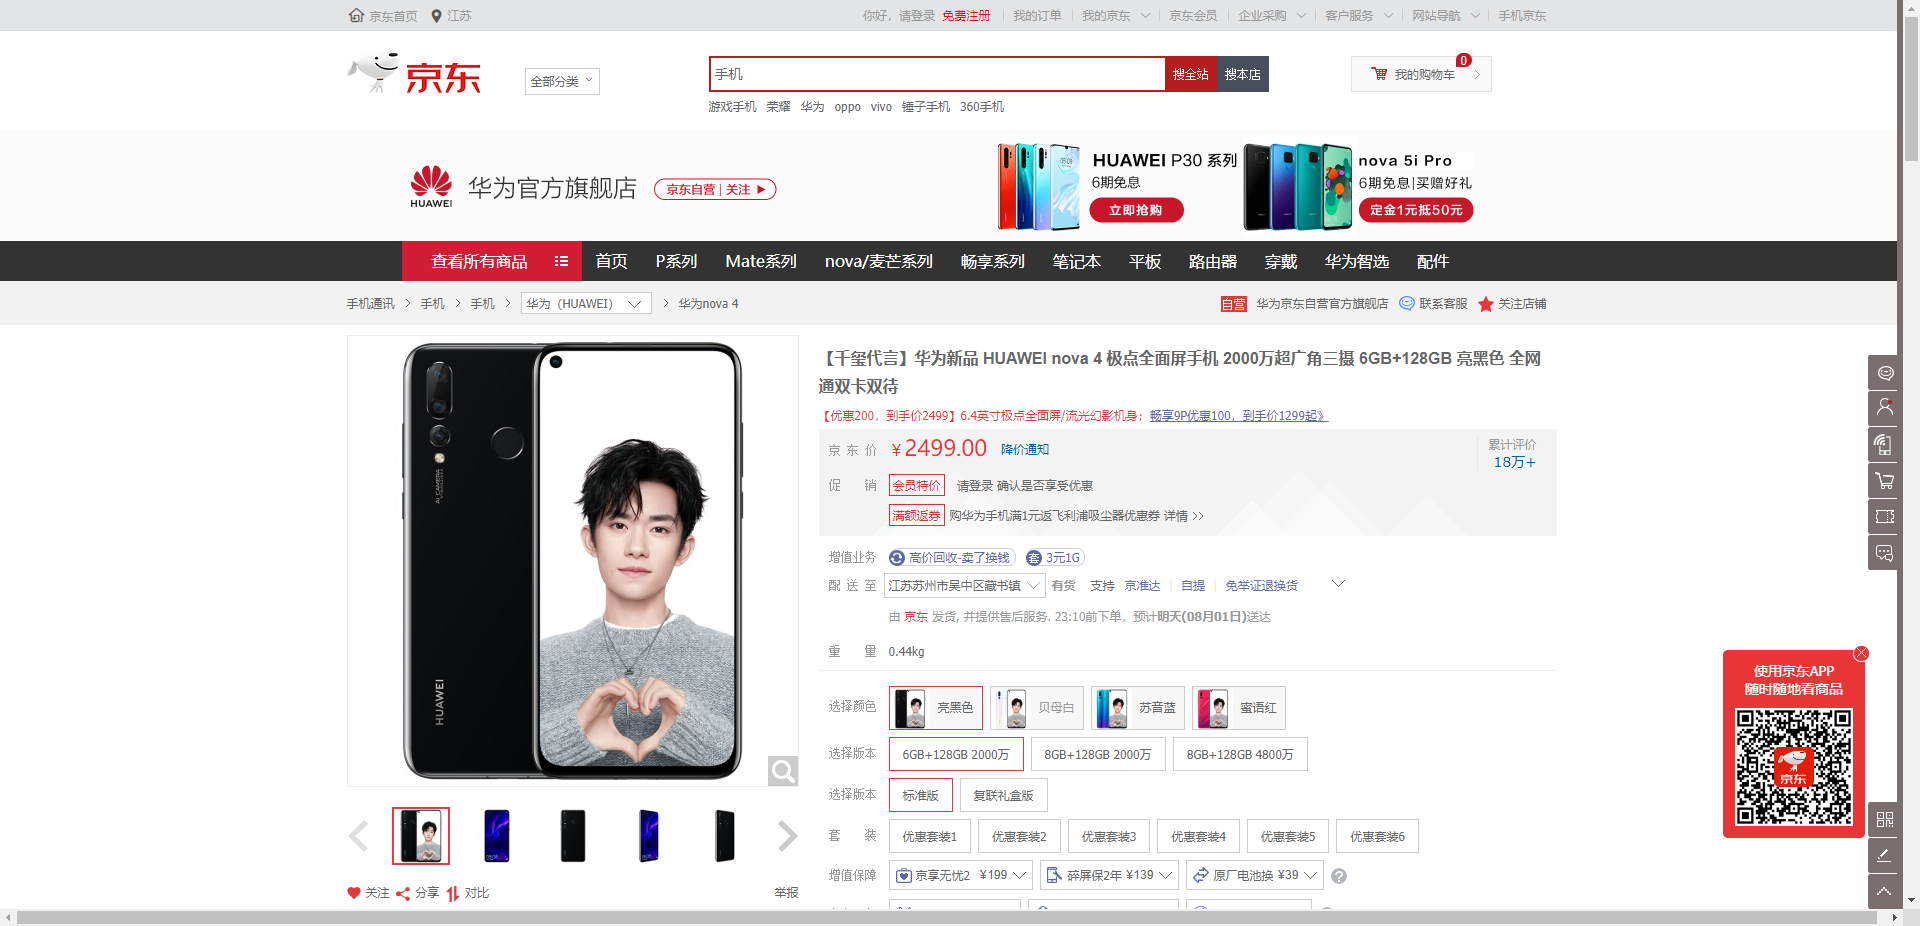 京东首页 江苏 你好，请登录 免费注册 我的订单 我的京东 京东会员 企业采购 客户服务 网站导航 手机京东
京东 全部分类 手机 搜全站 搜本店 我的购物车 0
游戏手机 荣耀 华为 oppo vivo 锤子手机 360手机
HUAWEI 华为官方旗舰店 京东自营 | 关注
HUAWEI P30 系列
6期免息
立即抢购
nova 5i Pro
6期免息|买赠好礼
定金1元抵50元
查看所有商品 首页 P系列 Mate系列 nova/麦芒系列 畅享系列 笔记本 平板 路由器 穿戴 华为智选 配件
手机通讯 > 手机 > 手机 > 华为（HUAWEI） > 华为nova 4 自营 华为京东自营官方旗舰店 联系客服 关注店铺
AI CAMERA
HUAWEI
【千玺代言】华为新品 HUAWEI nova 4 极点全面屏手机 2000万超广角三摄 6GB+128GB 亮黑色 全网
通双卡双待
【优惠200，到手价2499】6.4英寸极点全面屏/流光幻影机身；畅享9P优惠100，到手价1299起》
京东价 ￥2499.00 降价通知 累计评价
18万+
促销 会员特价 请登录 确认是否享受优惠
满额返券 购华为手机满1元返飞利浦吸尘器优惠券 详情 >>
增值业务 高价回收-卖了换钱 套 3元1G
配送至 江苏苏州市吴中区藏书镇 有货 支持 京准达 自提 免举证退换货
由 京东 发货, 并提供售后服务. 23:10前下单，预计明天(08月01日)送达
重量 0.44kg
选择颜色 亮黑色 贝母白 苏音蓝 蜜语红
选择版本 6GB+128GB 2000万 8GB+128GB 2000万 8GB+128GB 4800万
选择版本 标准版 复联礼盒版
套装 优惠套装1 优惠套装2 优惠套装3 优惠套装4 优惠套装5 优惠套装6
增值保障 京享无忧2 ¥199 碎屏保2年 ¥139 原厂电池换 ¥39 ?
关注 分享 对比 举报
使用京东APP
随时随地看商品
京东